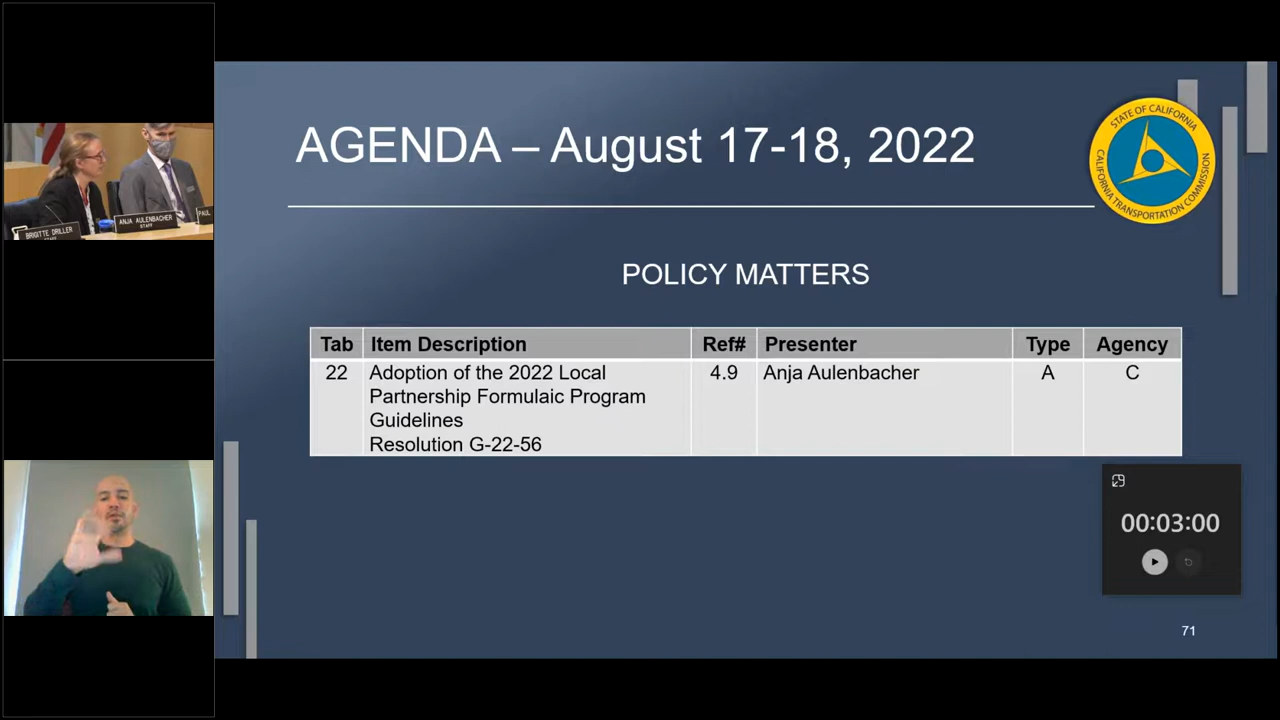 AGENDA – August 17-18, 2022
STATE OF CALIFORNIA
CALIFORNIA TRANSPORTATION COMMISSION
POLICY MATTERS
Tab Item Description Ref# Presenter Type Agency
22 Adoption of the 2022 Local 4.9 Anja Aulenbacher A C
Partnership Formulaic Program
Guidelines
Resolution G-22-56
BRIGITTE DRILLER
ANJA AULENBACHER
STAFF
PAUL
00:03:00
71